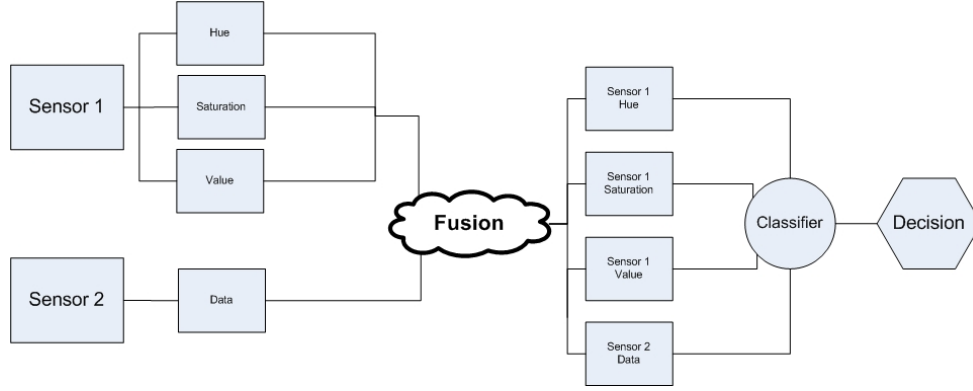 Sensor 1
Hue
Saturation
Value
Sensor 2
Data
Fusion
Sensor 1
Hue
Sensor 1
Saturation
Sensor 1
Value
Sensor 2
Data
Classifier
Decision